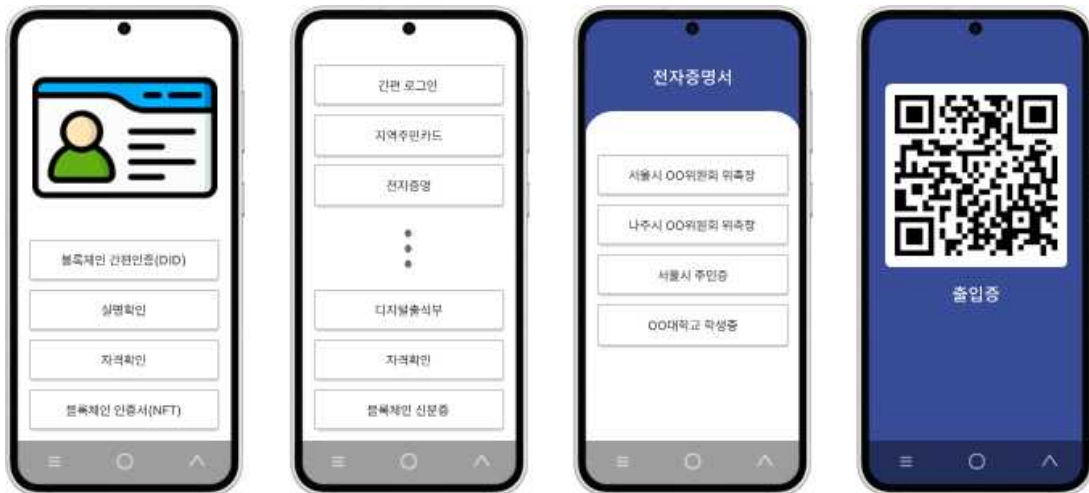 블록체인 간편인증(DID)
실명확인
자격확인
블록체인 인증서(NFT)
간편 로그인
지역주민카드
전자증명
디지털출석부
자격확인
블록체인 신분증
전자증명서
서울시 OO위원회 위촉장
나주시 OO위원회 위촉장
서울시 주민증
OO대학교 학생증
출입증